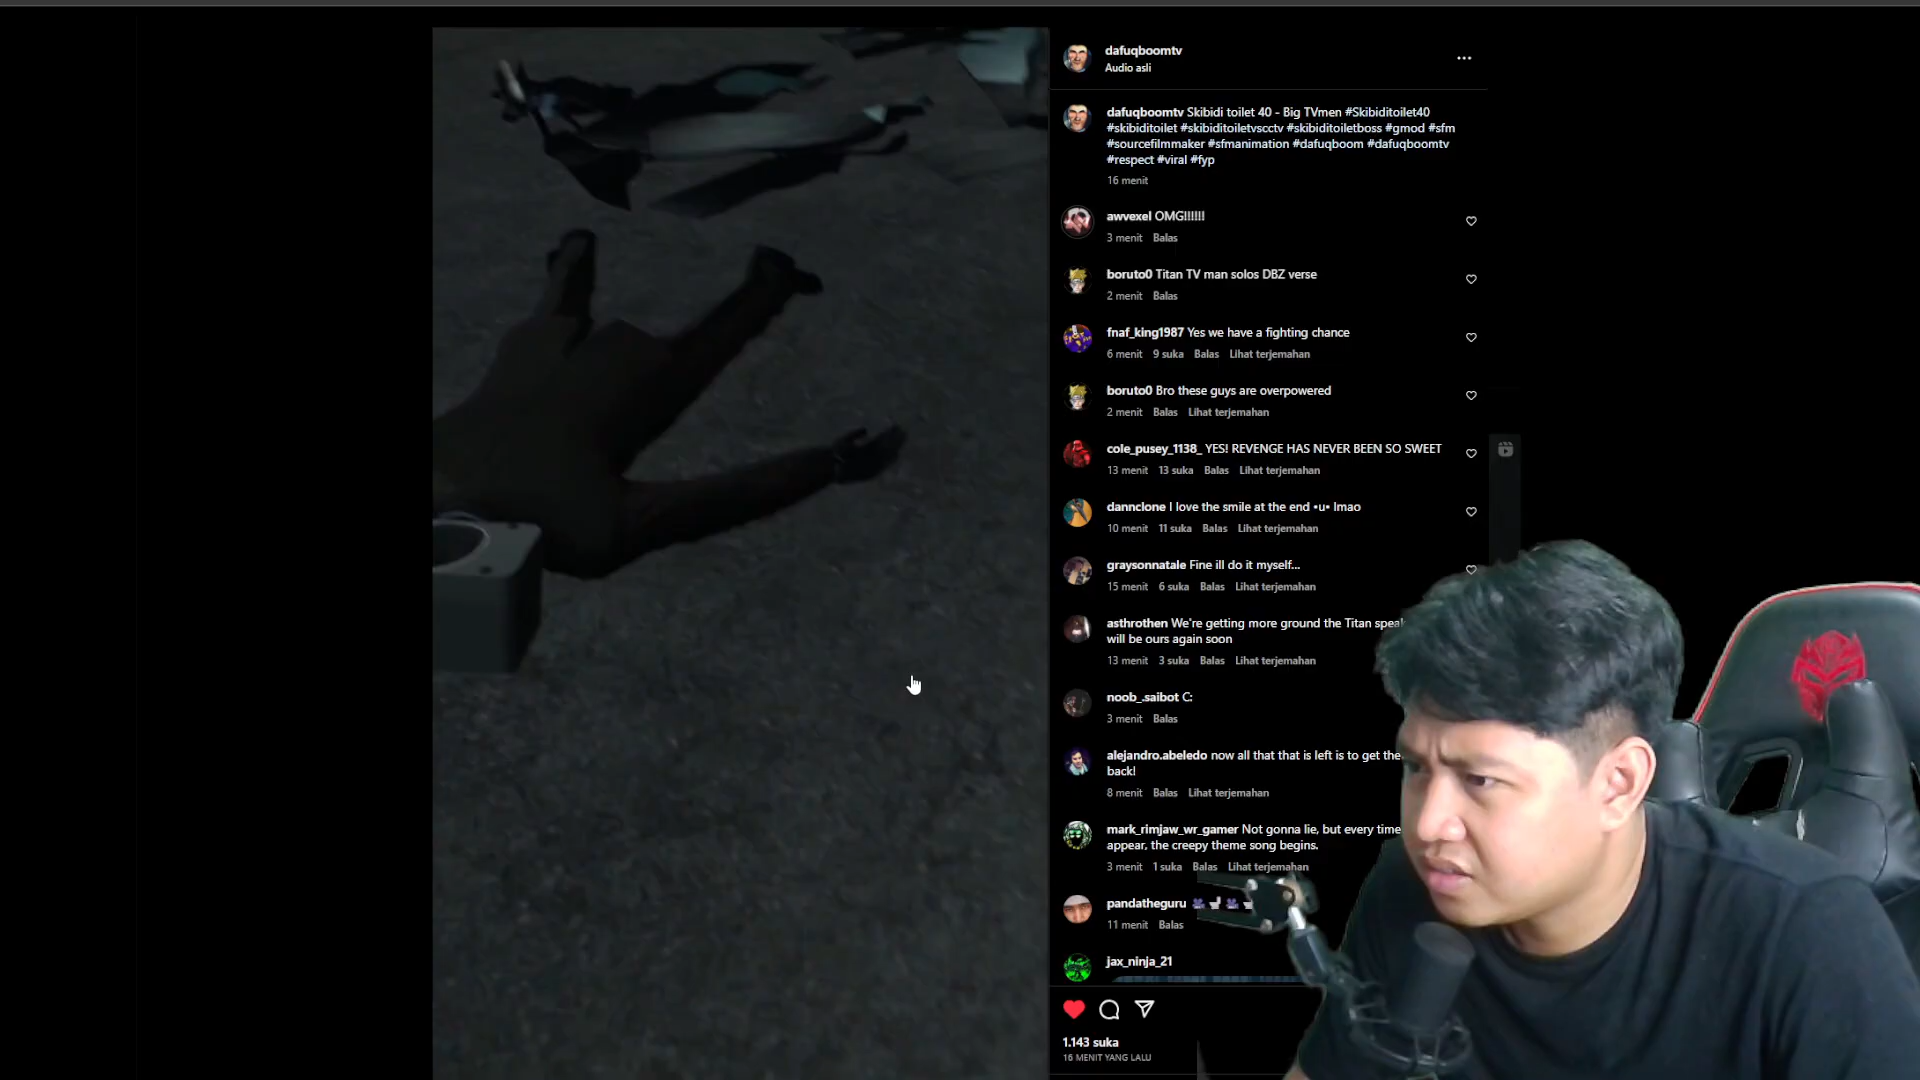 dafuqboomtv
Audio asli
dafuqboomtv Skibidi toilet 40 - Big TVmen #Skibiditoilet40
#skibiditoilet #skibiditoiletvscctv #skibiditoiletboss #gmod #sfm
#sourcefilmmaker #sfmanimation #dafuqboom #dafuqboomtv
#respect #viral #fyp
16 menit
awvexel OMG!!!!!!
3 menit Balas
boruto0 Titan TV man solos DBZ verse
2 menit Balas
fnaf_king1987 Yes we have a fighting chance
6 menit 9 suka Balas Lihat terjemahan
boruto0 Bro these guys are overpowered
2 menit Balas Lihat terjemahan
cole_pusey_1138_ YES! REVENGE HAS NEVER BEEN SO SWEET
13 menit 13 suka Balas Lihat terjemahan
dannclone I love the smile at the end •u• lmao
10 menit 11 suka Balas Lihat terjemahan
graysonnatale Fine ill do it myself...
15 menit 6 suka Balas Lihat terjemahan
asthrothen We're getting more ground the Titan
will be ours again soon
13 menit 3 suka Balas Lihat terjemahan
noob_.saibot C:
3 menit Balas
alejandro.abeledo now all that that is left is to get the
back!
8 menit Balas Lihat terjemahan
mark_rimjaw_wr_gamer Not gonna lie, but every time
appear, the creepy theme song begins.
3 menit 1 suka Balas Lihat terjemahan
pandatheguru
11 menit Balas
jax_ninja_21
1.143 suka
16 MENIT YANG LALU